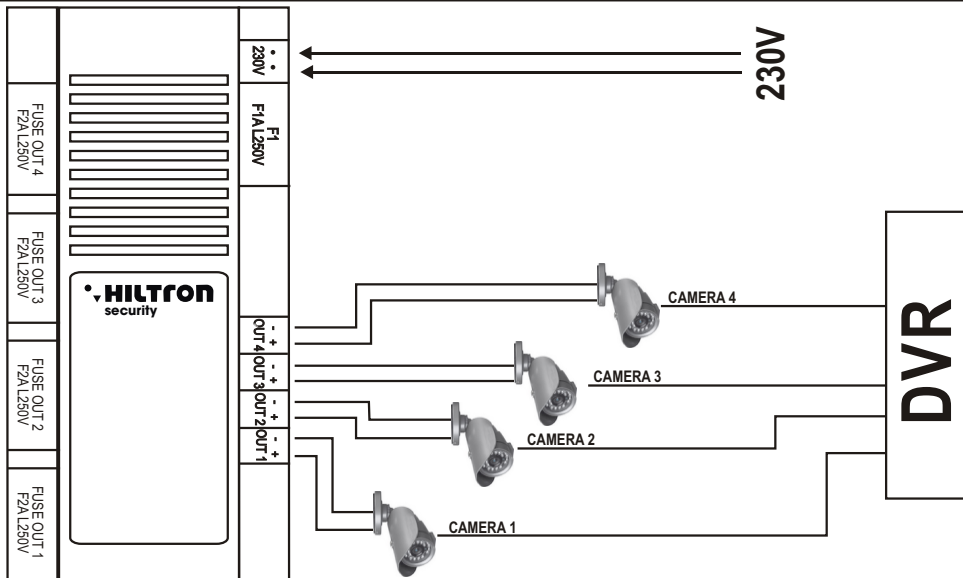 FUSE OUT 4
F2A L250V
FUSE OUT 3
F2A L250V
FUSE OUT 2
F2A L250V
FUSE OUT 1
F2A L250V
HILTron
security
230V
F1
F1A L250V
- +
OUT 4
- +
OUT 3
- +
OUT 2
- +
OUT 1
230V
CAMERA 4
CAMERA 3
CAMERA 2
CAMERA 1
DVR